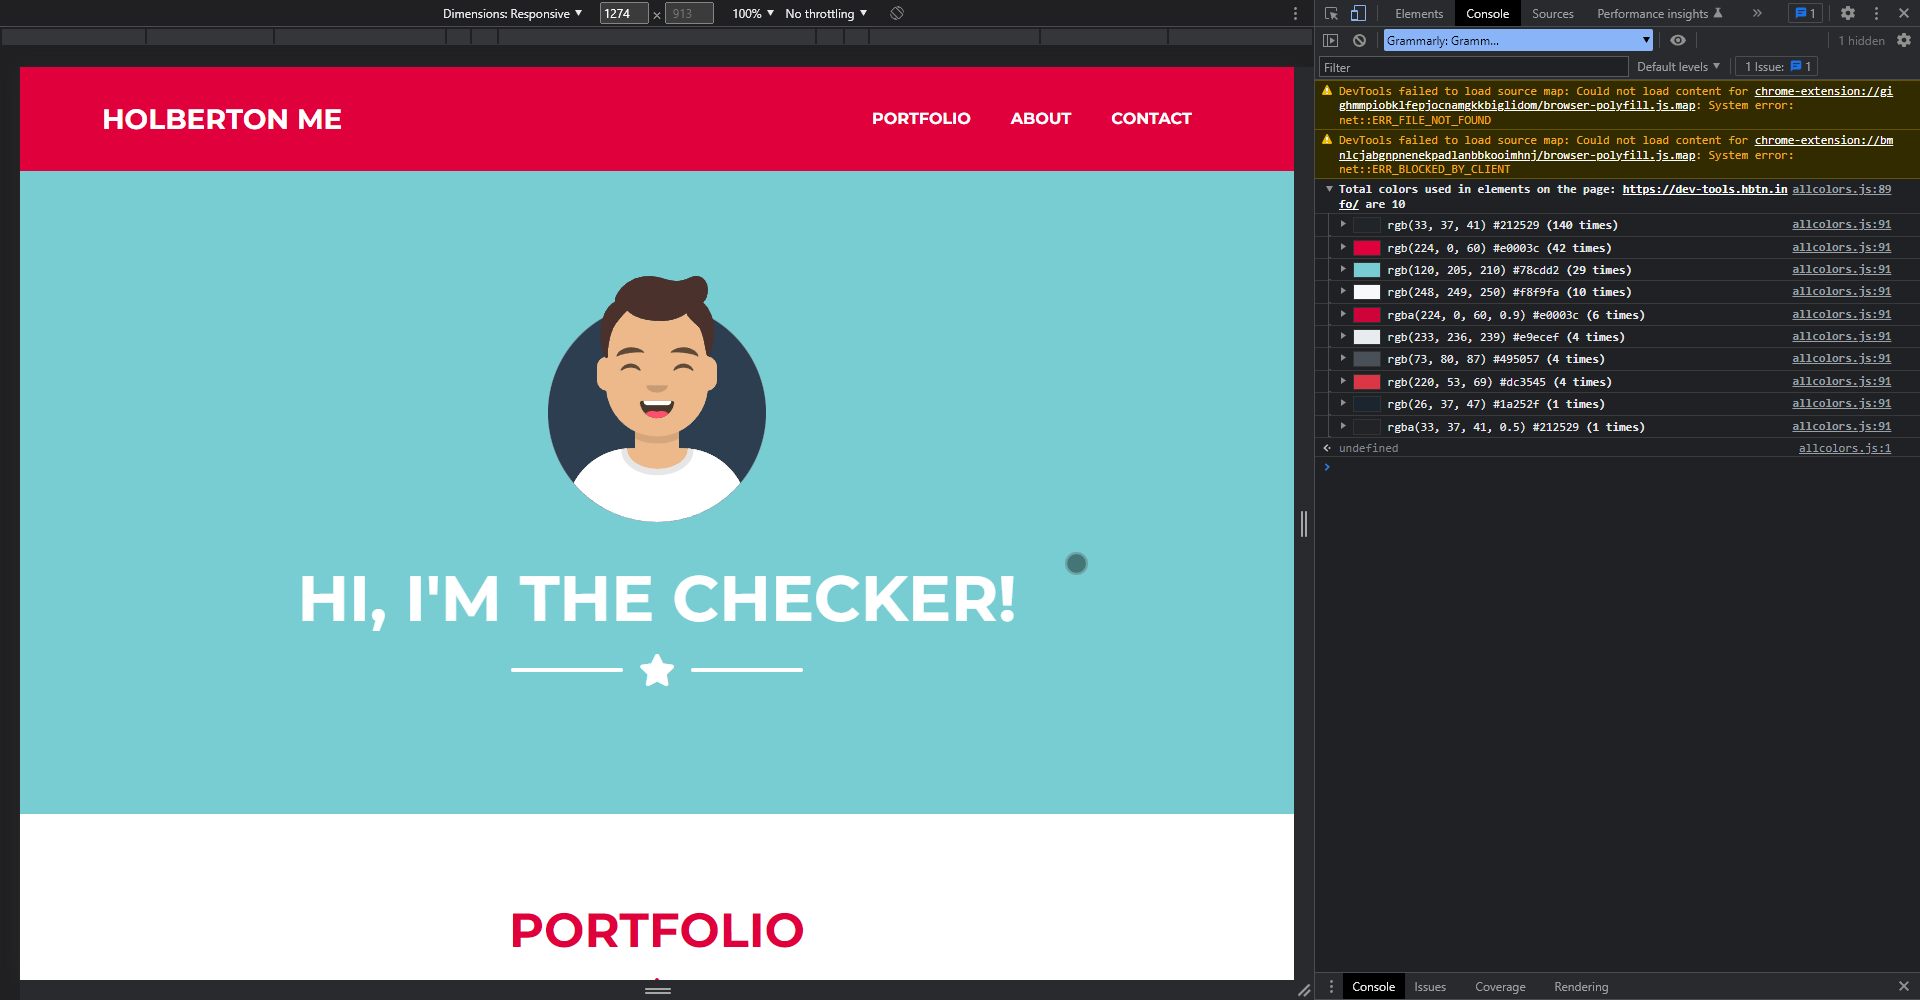 Dimensions: Responsive 1274 × 913 100% No throttling
Elements Console Sources Performance insights 1
Grammarly: Gramm... 1 hidden
Filter Default levels 1 Issue: 1
HOLBERTON ME PORTFOLIO ABOUT CONTACT
HI, I'M THE CHECKER!
PORTFOLIO
DevTools failed to load source map: Could not load content for chrome-extension://gi
ghmmpiobklfepjocnamgkkbiglidom/browser-polyfill.js.map: System error:
net::ERR_FILE_NOT_FOUND
DevTools failed to load source map: Could not load content for chrome-extension://bm
nlcjabgnpnenekpadlanbbkooimhnj/browser-polyfill.js.map: System error:
net::ERR_BLOCKED_BY_CLIENT
Total colors used in elements on the page: https://dev-tools.hbtn.in allcolors.js:89
fo/ are 10
rgb(33, 37, 41) #212529 (140 times) allcolors.js:91
rgb(224, 0, 60) #e0003c (42 times) allcolors.js:91
rgb(120, 205, 210) #78cdd2 (29 times) allcolors.js:91
rgb(248, 249, 250) #f8f9fa (10 times) allcolors.js:91
rgba(224, 0, 60, 0.9) #e0003c (6 times) allcolors.js:91
rgb(233, 236, 239) #e9ecef (4 times) allcolors.js:91
rgb(73, 80, 87) #495057 (4 times) allcolors.js:91
rgb(220, 53, 69) #dc3545 (4 times) allcolors.js:91
rgb(26, 37, 47) #1a252f (1 times) allcolors.js:91
rgba(33, 37, 41, 0.5) #212529 (1 times) allcolors.js:91
undefined allcolors.js:1
Console Issues Coverage Rendering